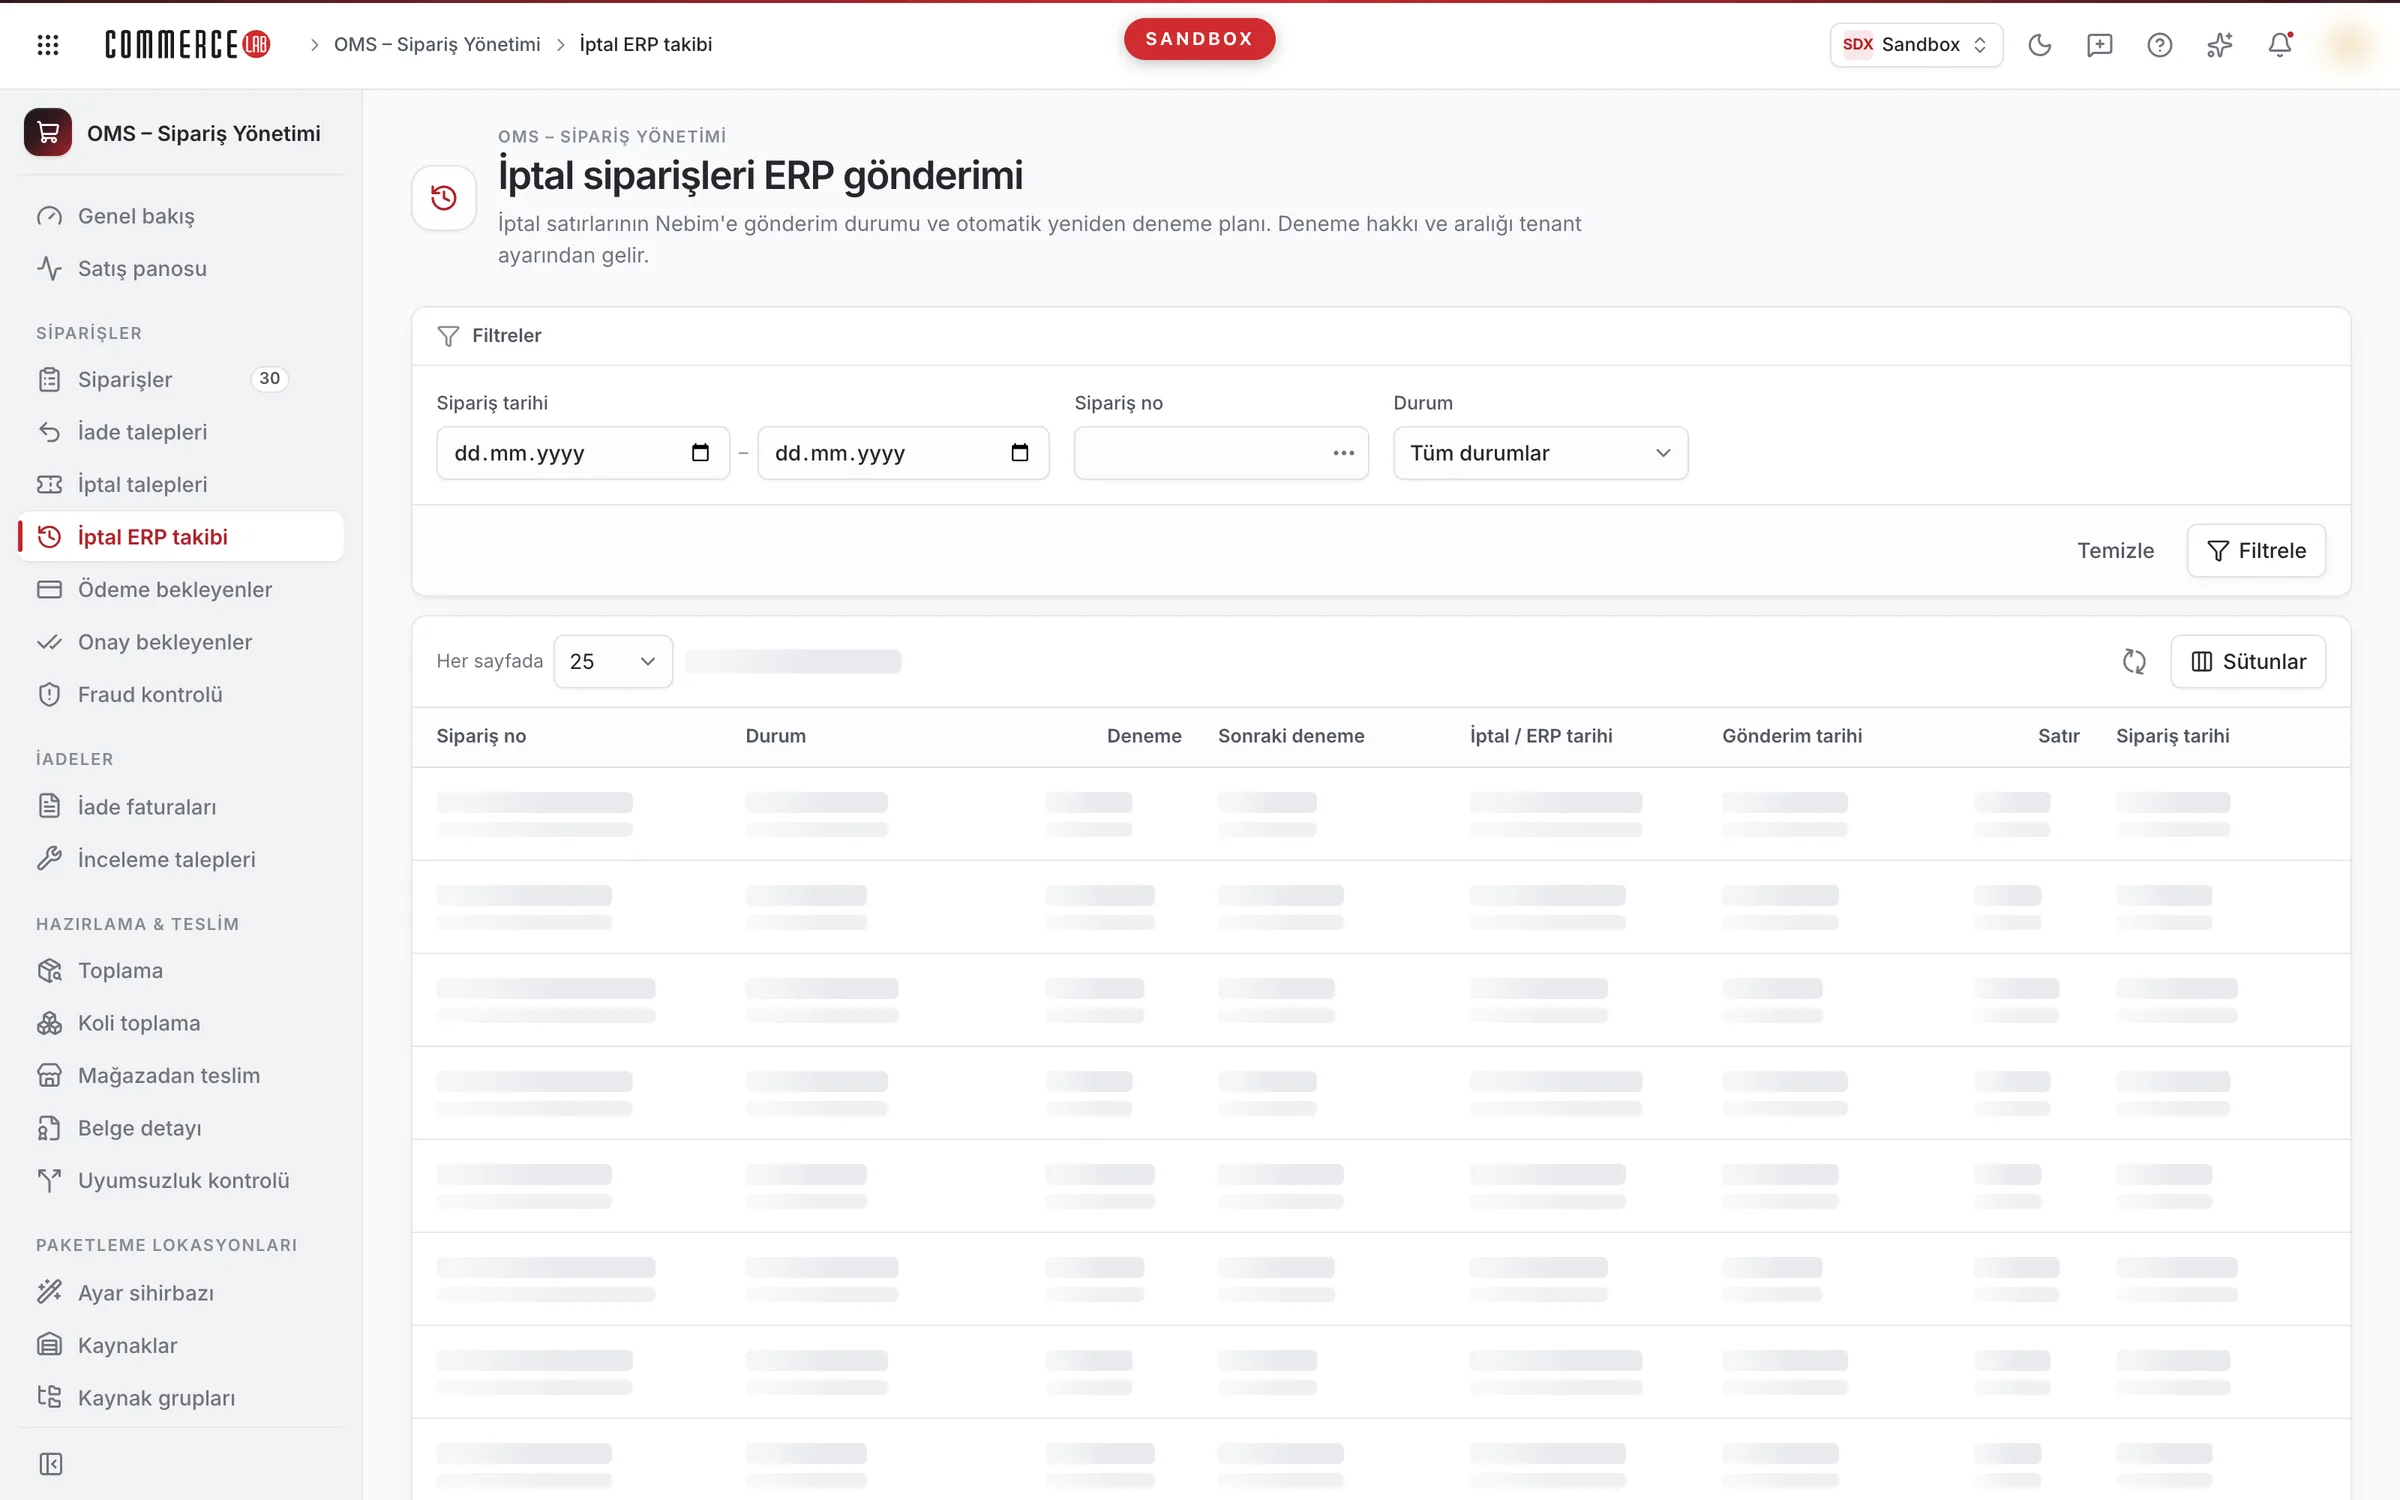 COMMERCE LAB
OMS – Sipariş Yönetimi
İptal ERP takibi
SANDBOX
SDX Sandbox
OMS – Sipariş Yönetimi
Genel bakış
Satış panosu
SİPARİŞLER
Siparişler 30
İade talepleri
İptal talepleri
İptal ERP takibi
Ödeme bekleyenler
Onay bekleyenler
Fraud kontrolü
İADELER
İade faturaları
İnceleme talepleri
HAZIRLAMA & TESLİM
Toplama
Koli toplama
Mağazadan teslim
Belge detayı
Uyumsuzluk kontrolü
PAKETLEME LOKASYONLARI
Ayar sihirbazı
Kaynaklar
Kaynak grupları
OMS – SİPARİŞ YÖNETİMİ
İptal siparişleri ERP gönderimi
İptal satırlarının Nebim'e gönderim durumu ve otomatik yeniden deneme planı. Deneme hakkı ve aralığı tenant
ayarından gelir.
Filtreler
Sipariş tarihi Sipariş no Durum
dd.mm.yyyy – dd.mm.yyyy ••• Tüm durumlar
Temizle Filtrele
Her sayfada 25 Sütunlar
Sipariş no Durum Deneme Sonraki deneme İptal / ERP tarihi Gönderim tarihi Satır Sipariş tarihi